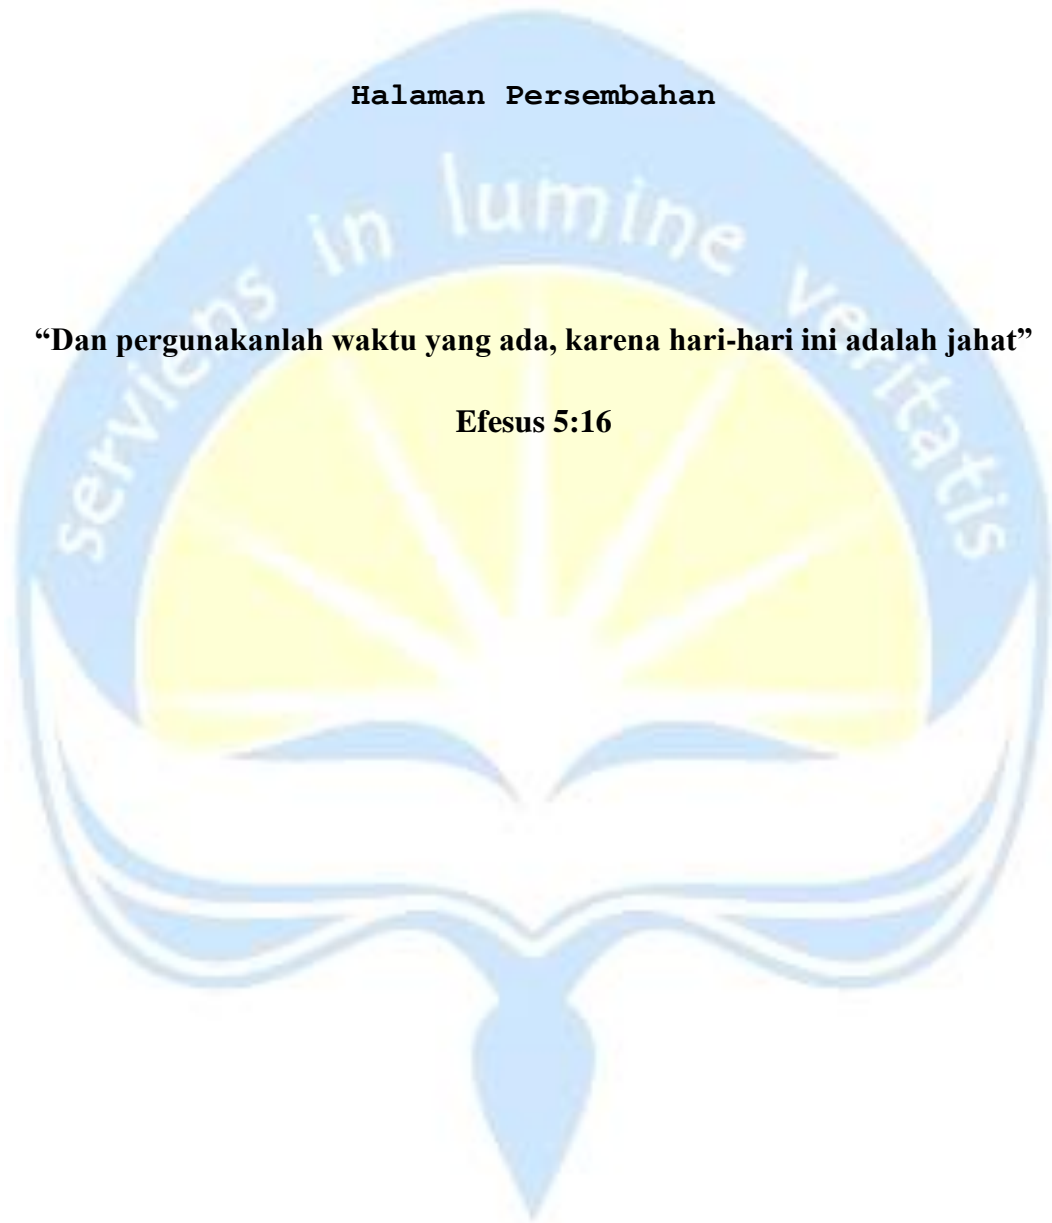 Halaman Persembahan
serviens in lumine veritatis
“Dan pergunakanlah waktu yang ada, karena hari-hari ini adalah jahat”
Efesus 5:16